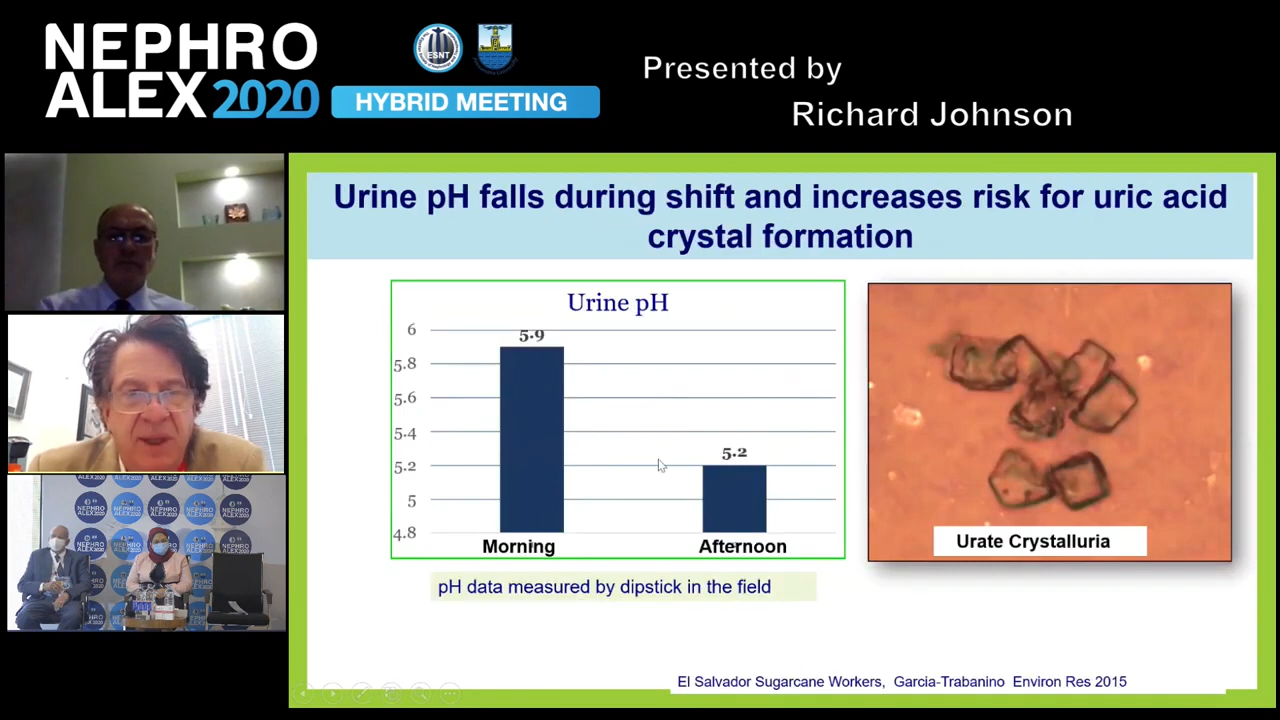 NEPHRO
ALEX2020
ESNT
HYBRID MEETING
Presented by
Richard Johnson
Urine pH falls during shift and increases risk for uric acid
crystal formation
Urine pH
6
5.8
5.6
5.4
5.2
5
4.8
5.9
5.2
Morning
Afternoon
pH data measured by dipstick in the field
Urate Crystalluria
El Salvador Sugarcane Workers, Garcia-Trabanino Environ Res 2015